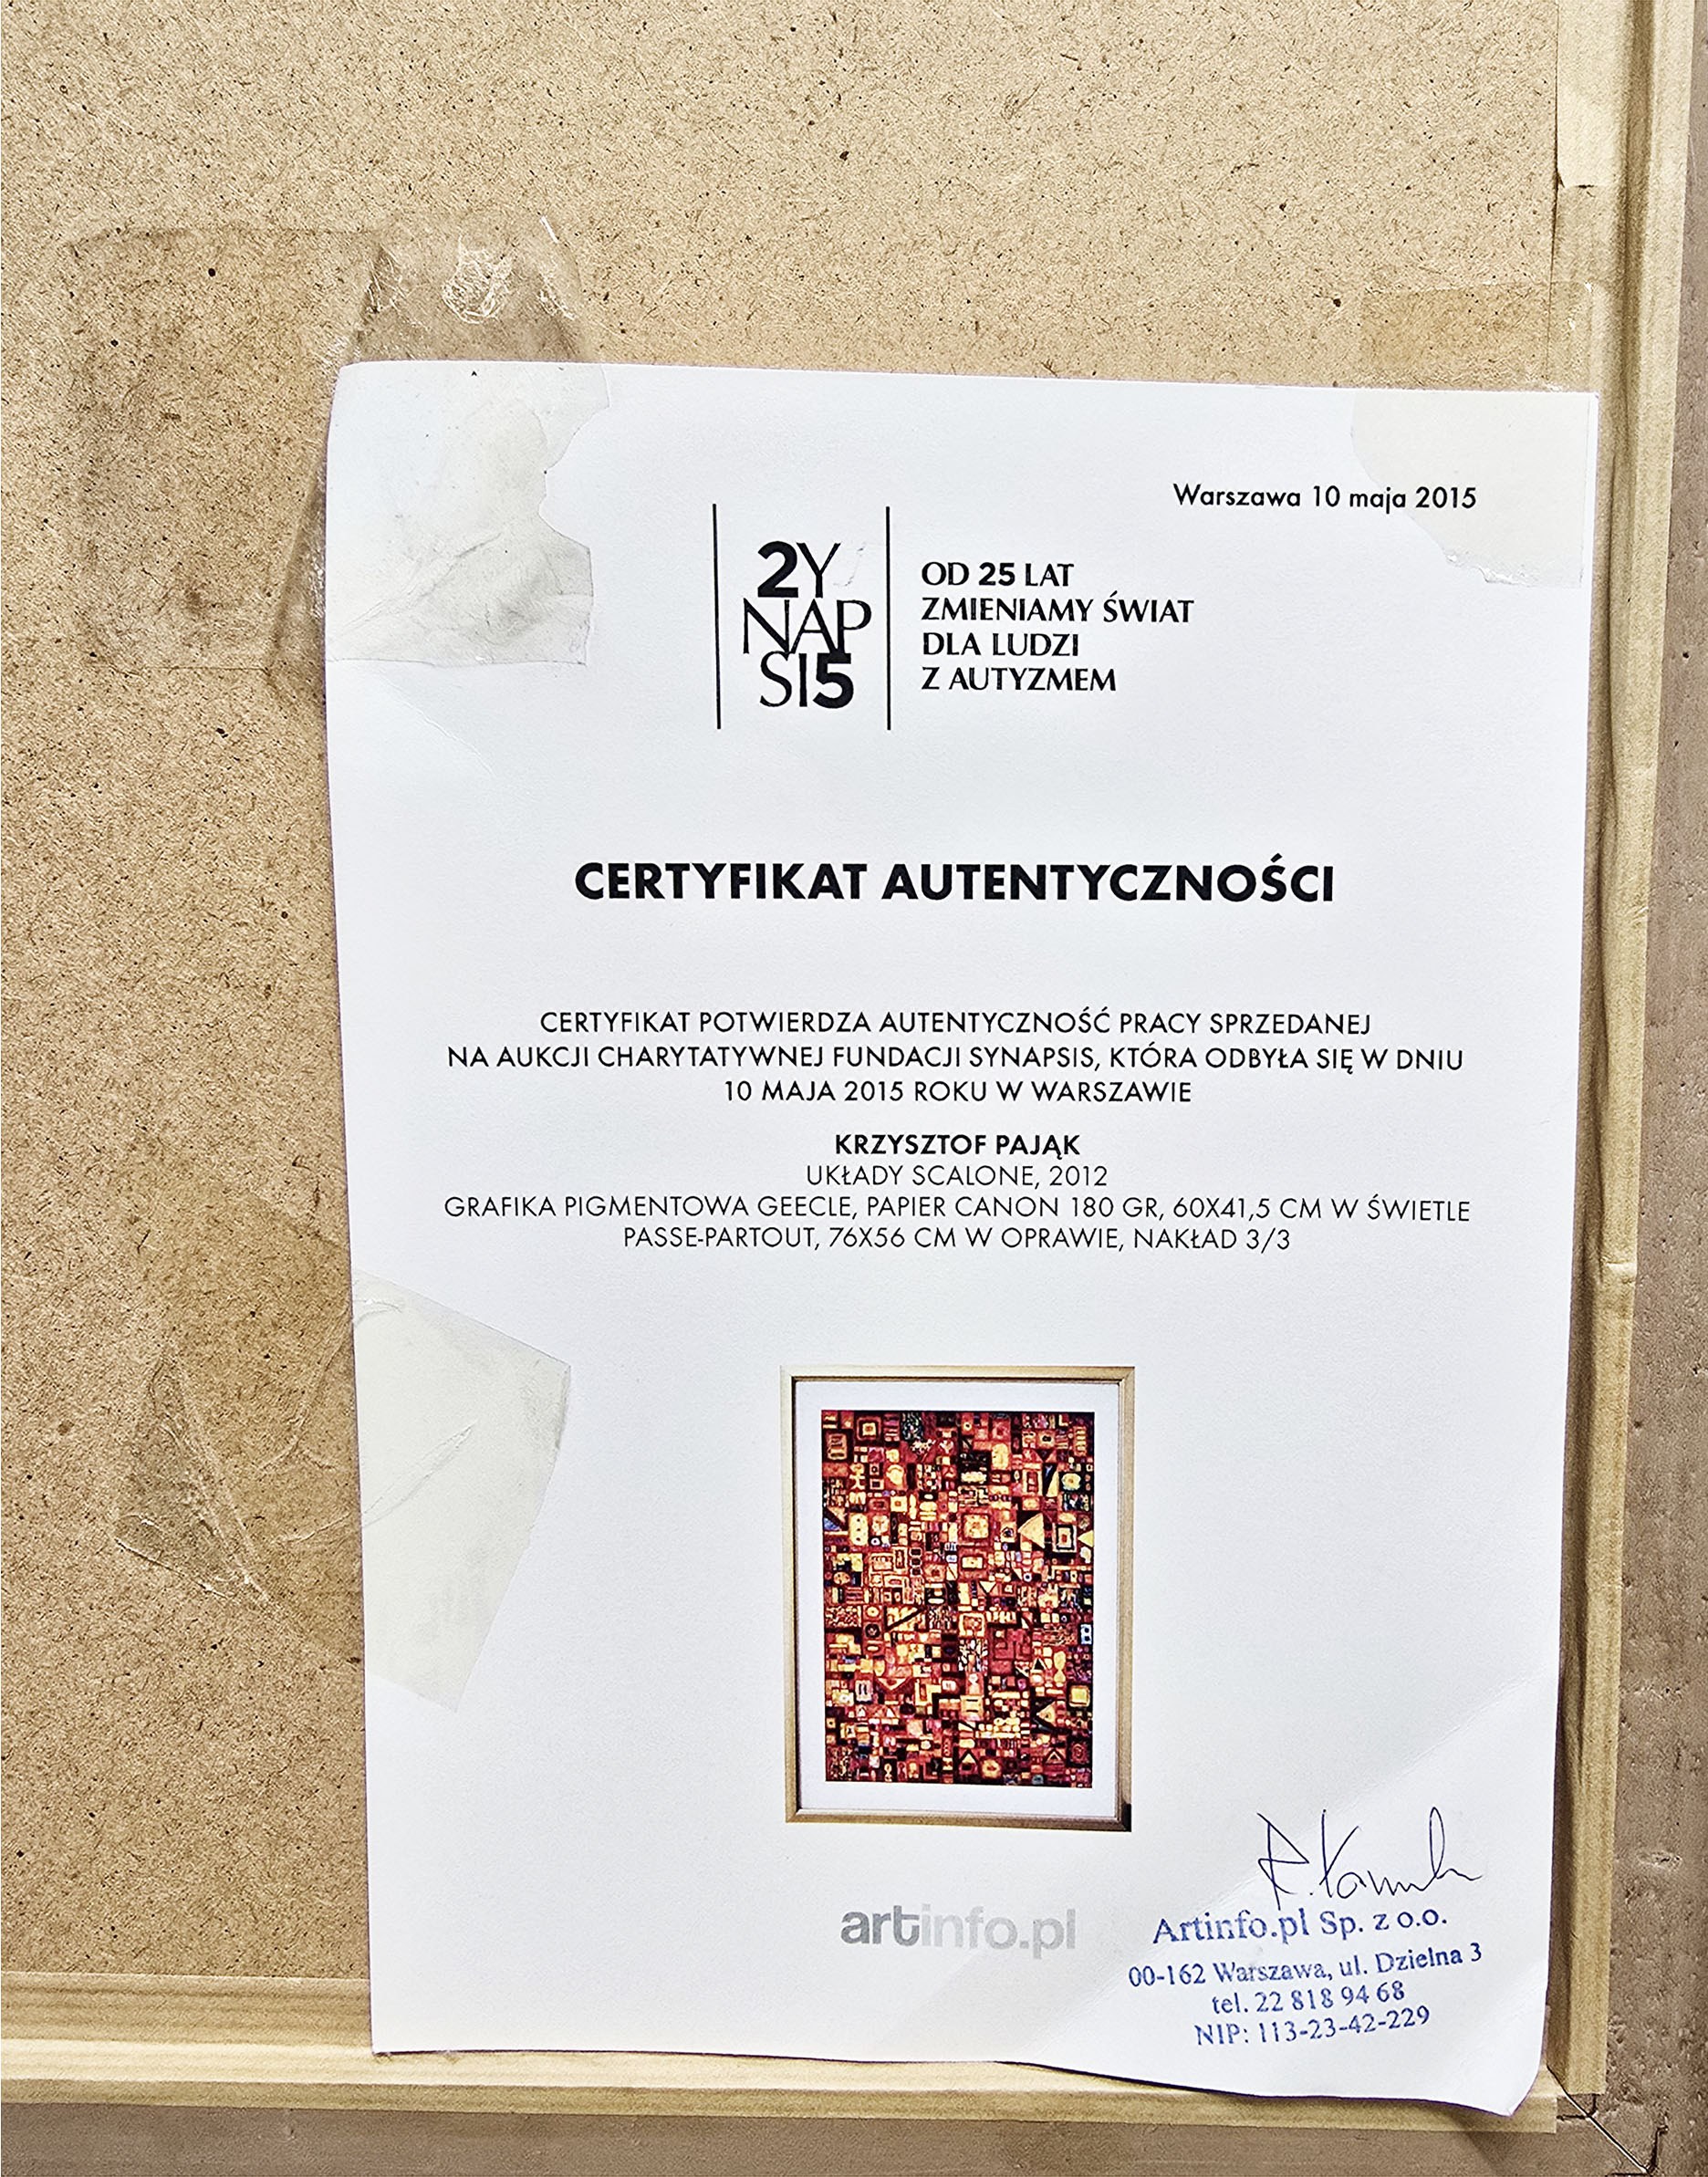 Warszawa 10 maja 2015
2Y
NAP
SI5
OD 25 LAT
ZMIENIAMY ŚWIAT
DLA LUDZI
Z AUTYZMEM
CERTYFIKAT AUTENTYCZNOŚCI
CERTYFIKAT POTWIERDZA AUTENTYCZNOŚĆ PRACY SPRZEDANEJ
NA AUKCJI CHARYTATYWNEJ FUNDACJI SYNAPSIS, KTÓRA ODBYŁA SIĘ W DNIU
10 MAJA 2015 ROKU W WARSZAWIE
KRZYSZTOF PAJĄK
UKŁADY SCALONE, 2012
GRAFIKA PIGMENTOWA GEECLE, PAPIER CANON 180 GR, 60X41,5 CM W ŚWIETLE
PASSE-PARTOUT, 76X56 CM W OPRAWIE, NAKŁAD 3/3
artinfo.pl
Artinfo.pl Sp. z o.o.
00-162 Warszawa, ul. Dzielna 3
tel. 22 818 94 68
NIP: 113-23-42-229